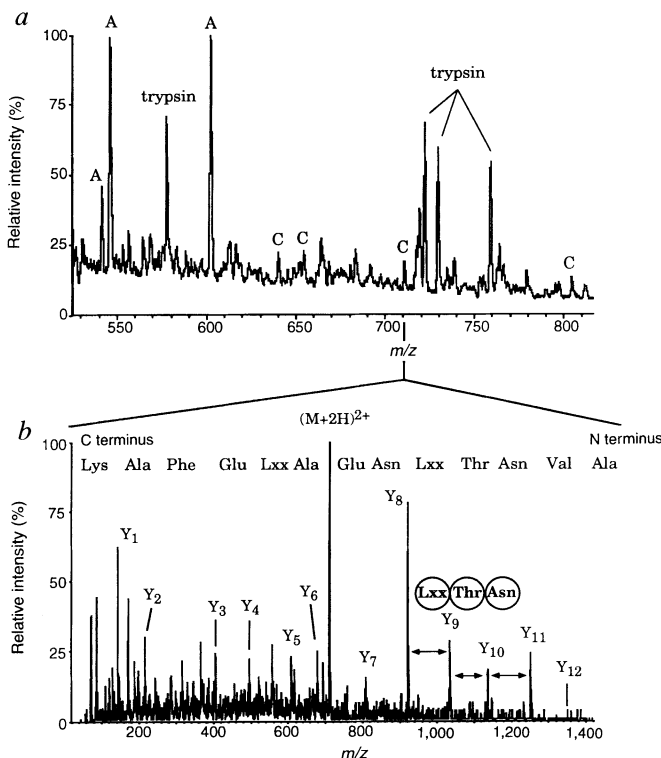 a
A
A
100
trypsin
trypsin
75
Relative intensity (%)
50
A
C
C
C
C
25
0
550
600
650
700
750
800
m/z
(M+2H)²⁺
b
C terminus
N terminus
100
Lys Ala Phe Glu Lxx Ala Glu Asn Lxx Thr Asn Val Ala
Y₈
75
Relative intensity (%)
Y₁
50
Lxx Thr Asn
Y₂
Y₃
Y₄
Y₆
Y₉
25
Y₅
Y₇
Y₁₀
Y₁₁
Y₁₂
0
200
400
600
800
1,000
1,200
1,400
m/z